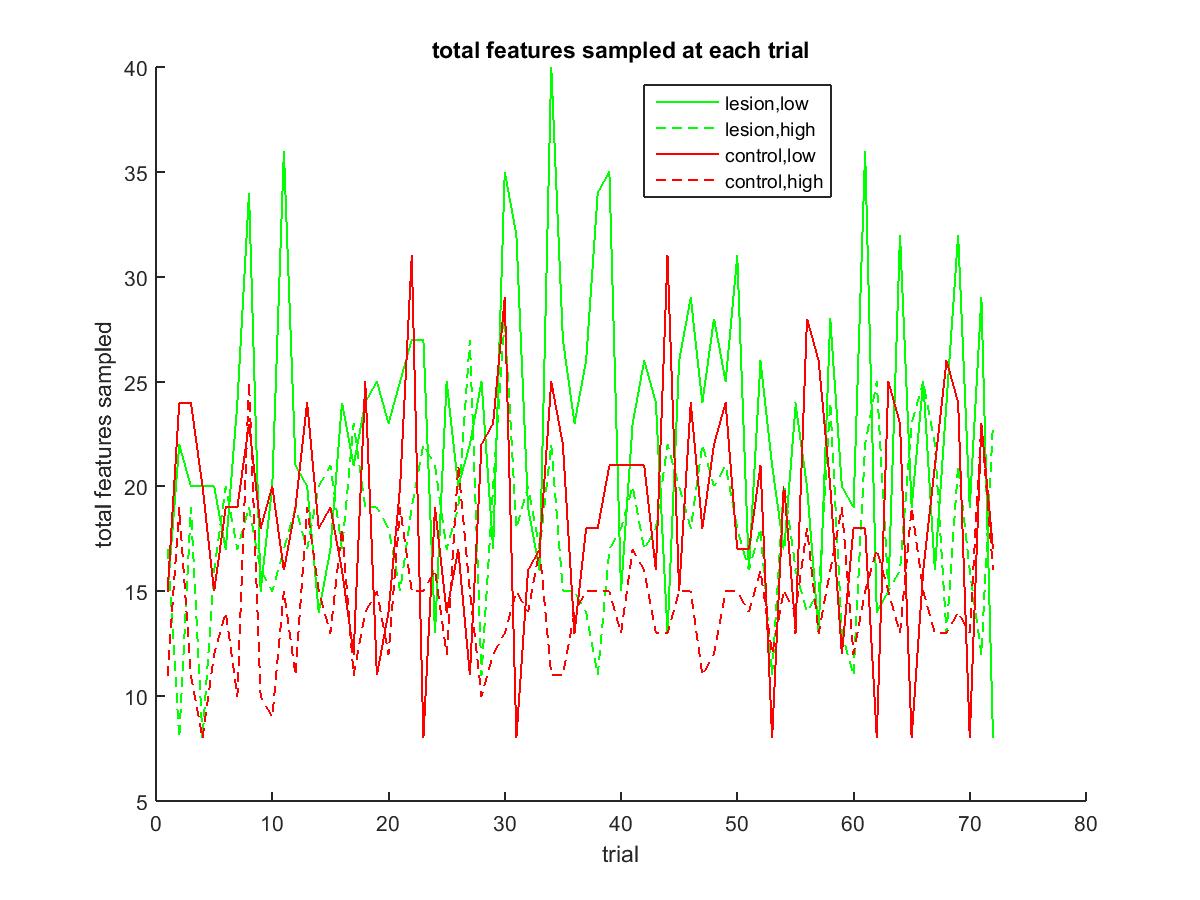 total features sampled at each trial
lesion,low
lesion,high
control,low
control,high
total features sampled
40
35
30
25
20
15
10
5
0 10 20 30 40 50 60 70 80
trial